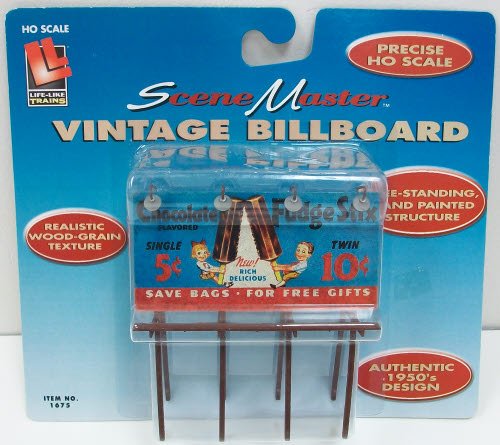 HO SCALE
LIFE-LIKE
TRAINS
PRECISE
HO SCALE
Scene Master™
VINTAGE BILLBOARD
REALISTIC
WOOD-GRAIN
TEXTURE
E-STANDING,
AND PAINTED
STRUCTURE
Chocolate Fudge Stix
FLAVORED
SINGLE
5¢
TWIN
10¢
New!
RICH
DELICIOUS
SAVE BAGS · FOR FREE GIFTS
AUTHENTIC
1950's
DESIGN
ITEM NO.
1675